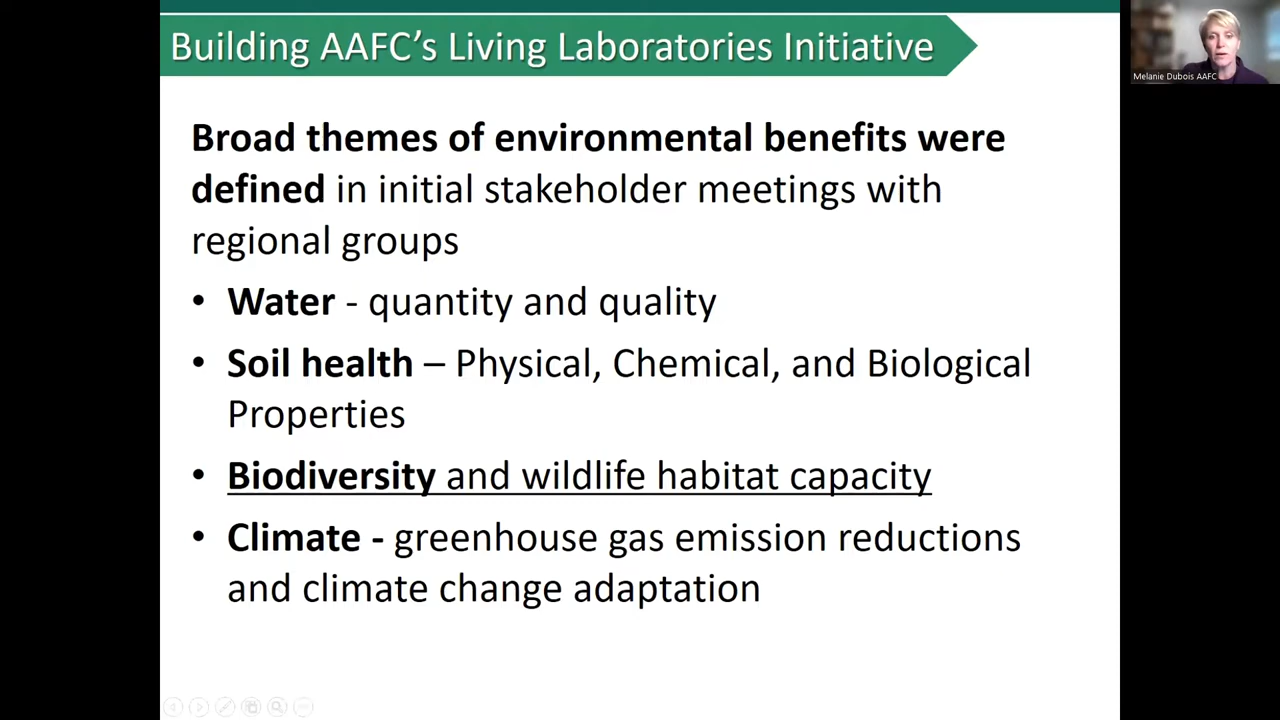 Building AAFC’s Living Laboratories Initiative
Melanie Dubois AAFC
Broad themes of environmental benefits were
defined in initial stakeholder meetings with
regional groups
• Water - quantity and quality
• Soil health – Physical, Chemical, and Biological
Properties
• Biodiversity and wildlife habitat capacity
• Climate - greenhouse gas emission reductions
and climate change adaptation